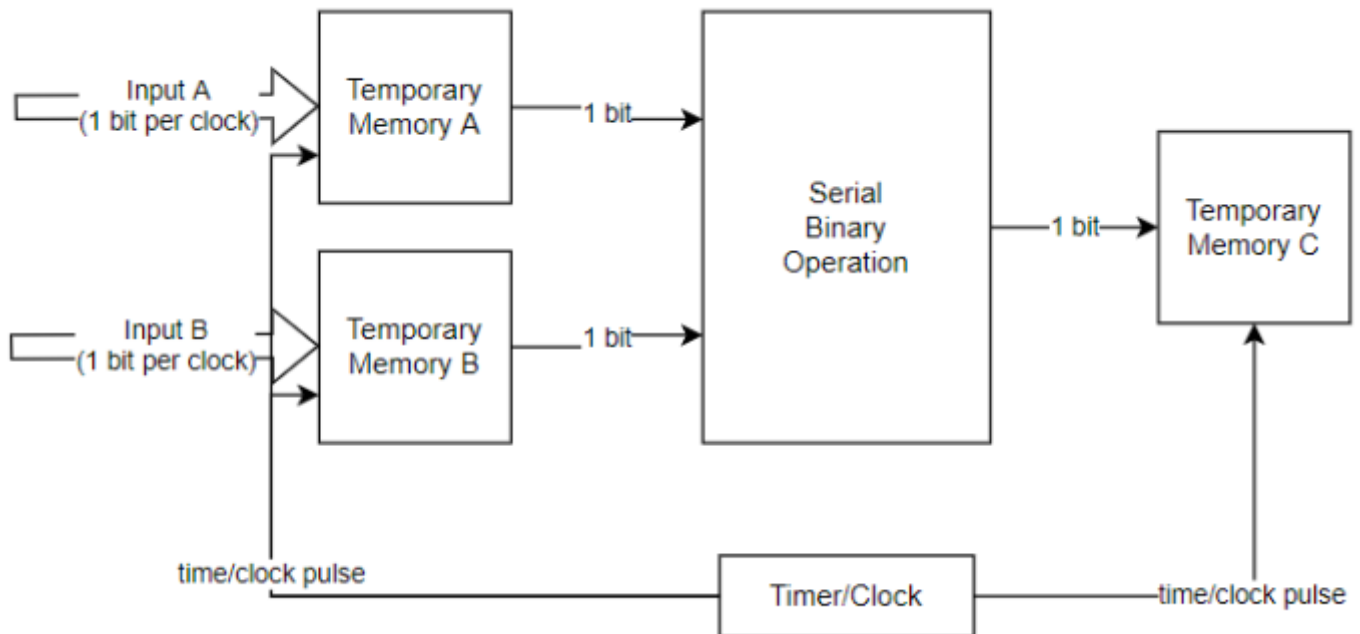 Input A
(1 bit per clock)
Temporary
Memory A
1 bit
Serial
Binary
Operation
1 bit
Temporary
Memory C
Input B
(1 bit per clock)
Temporary
Memory B
1 bit
time/clock pulse
Timer/Clock
time/clock pulse